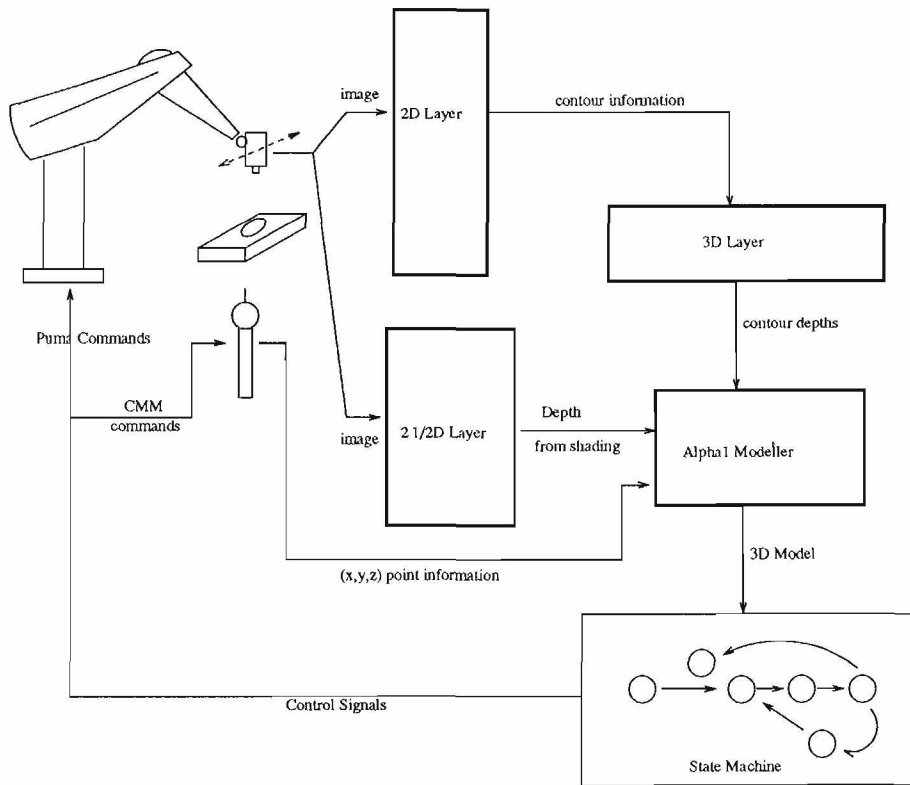 image
2D Layer
contour information
3D Layer
Puma Commands
contour depths
CMM
commands
image
2 1/2D Layer
Depth
from shading
Alpha1 Modeller
(x,y,z) point information
3D Model
Control Signals
State Machine